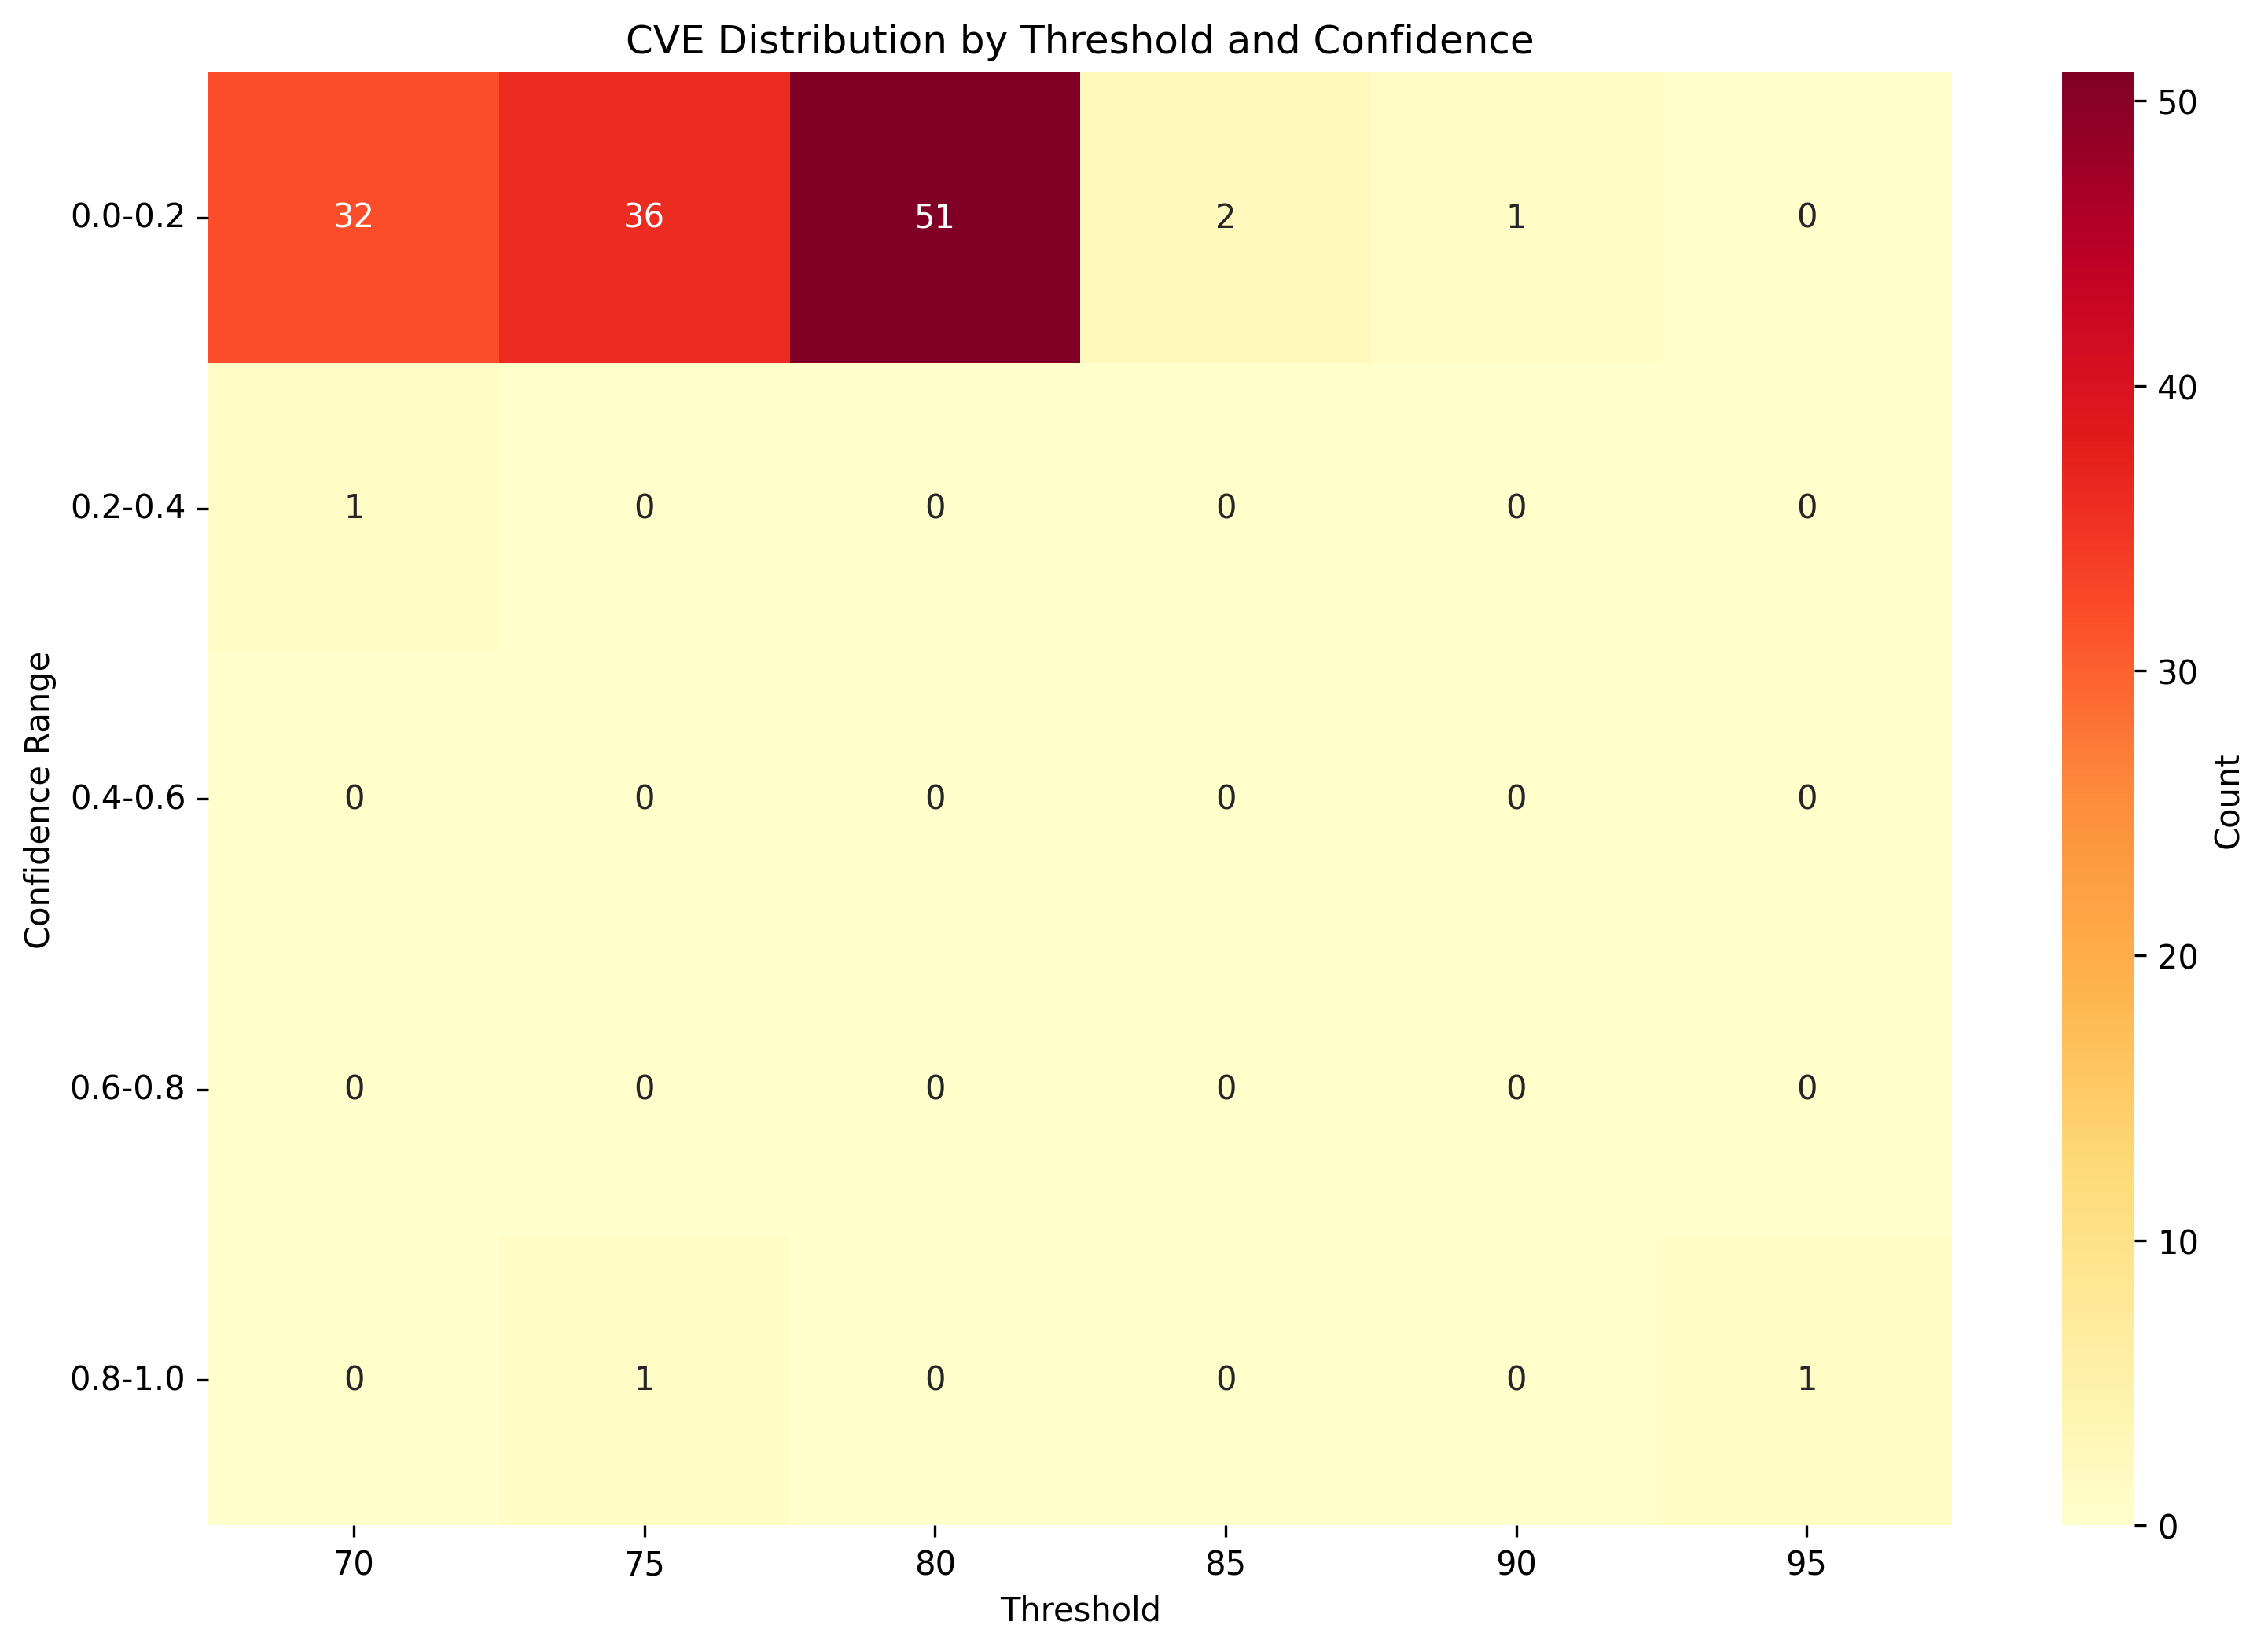 CVE Distribution by Threshold and Confidence
Confidence Range
0.0-0.2 32 36 51 2 1 0
0.2-0.4 1 0 0 0 0 0
0.4-0.6 0 0 0 0 0 0
0.6-0.8 0 0 0 0 0 0
0.8-1.0 0 1 0 0 0 1
70 75 80 85 90 95
Threshold
50
40
30
20
10
0
Count